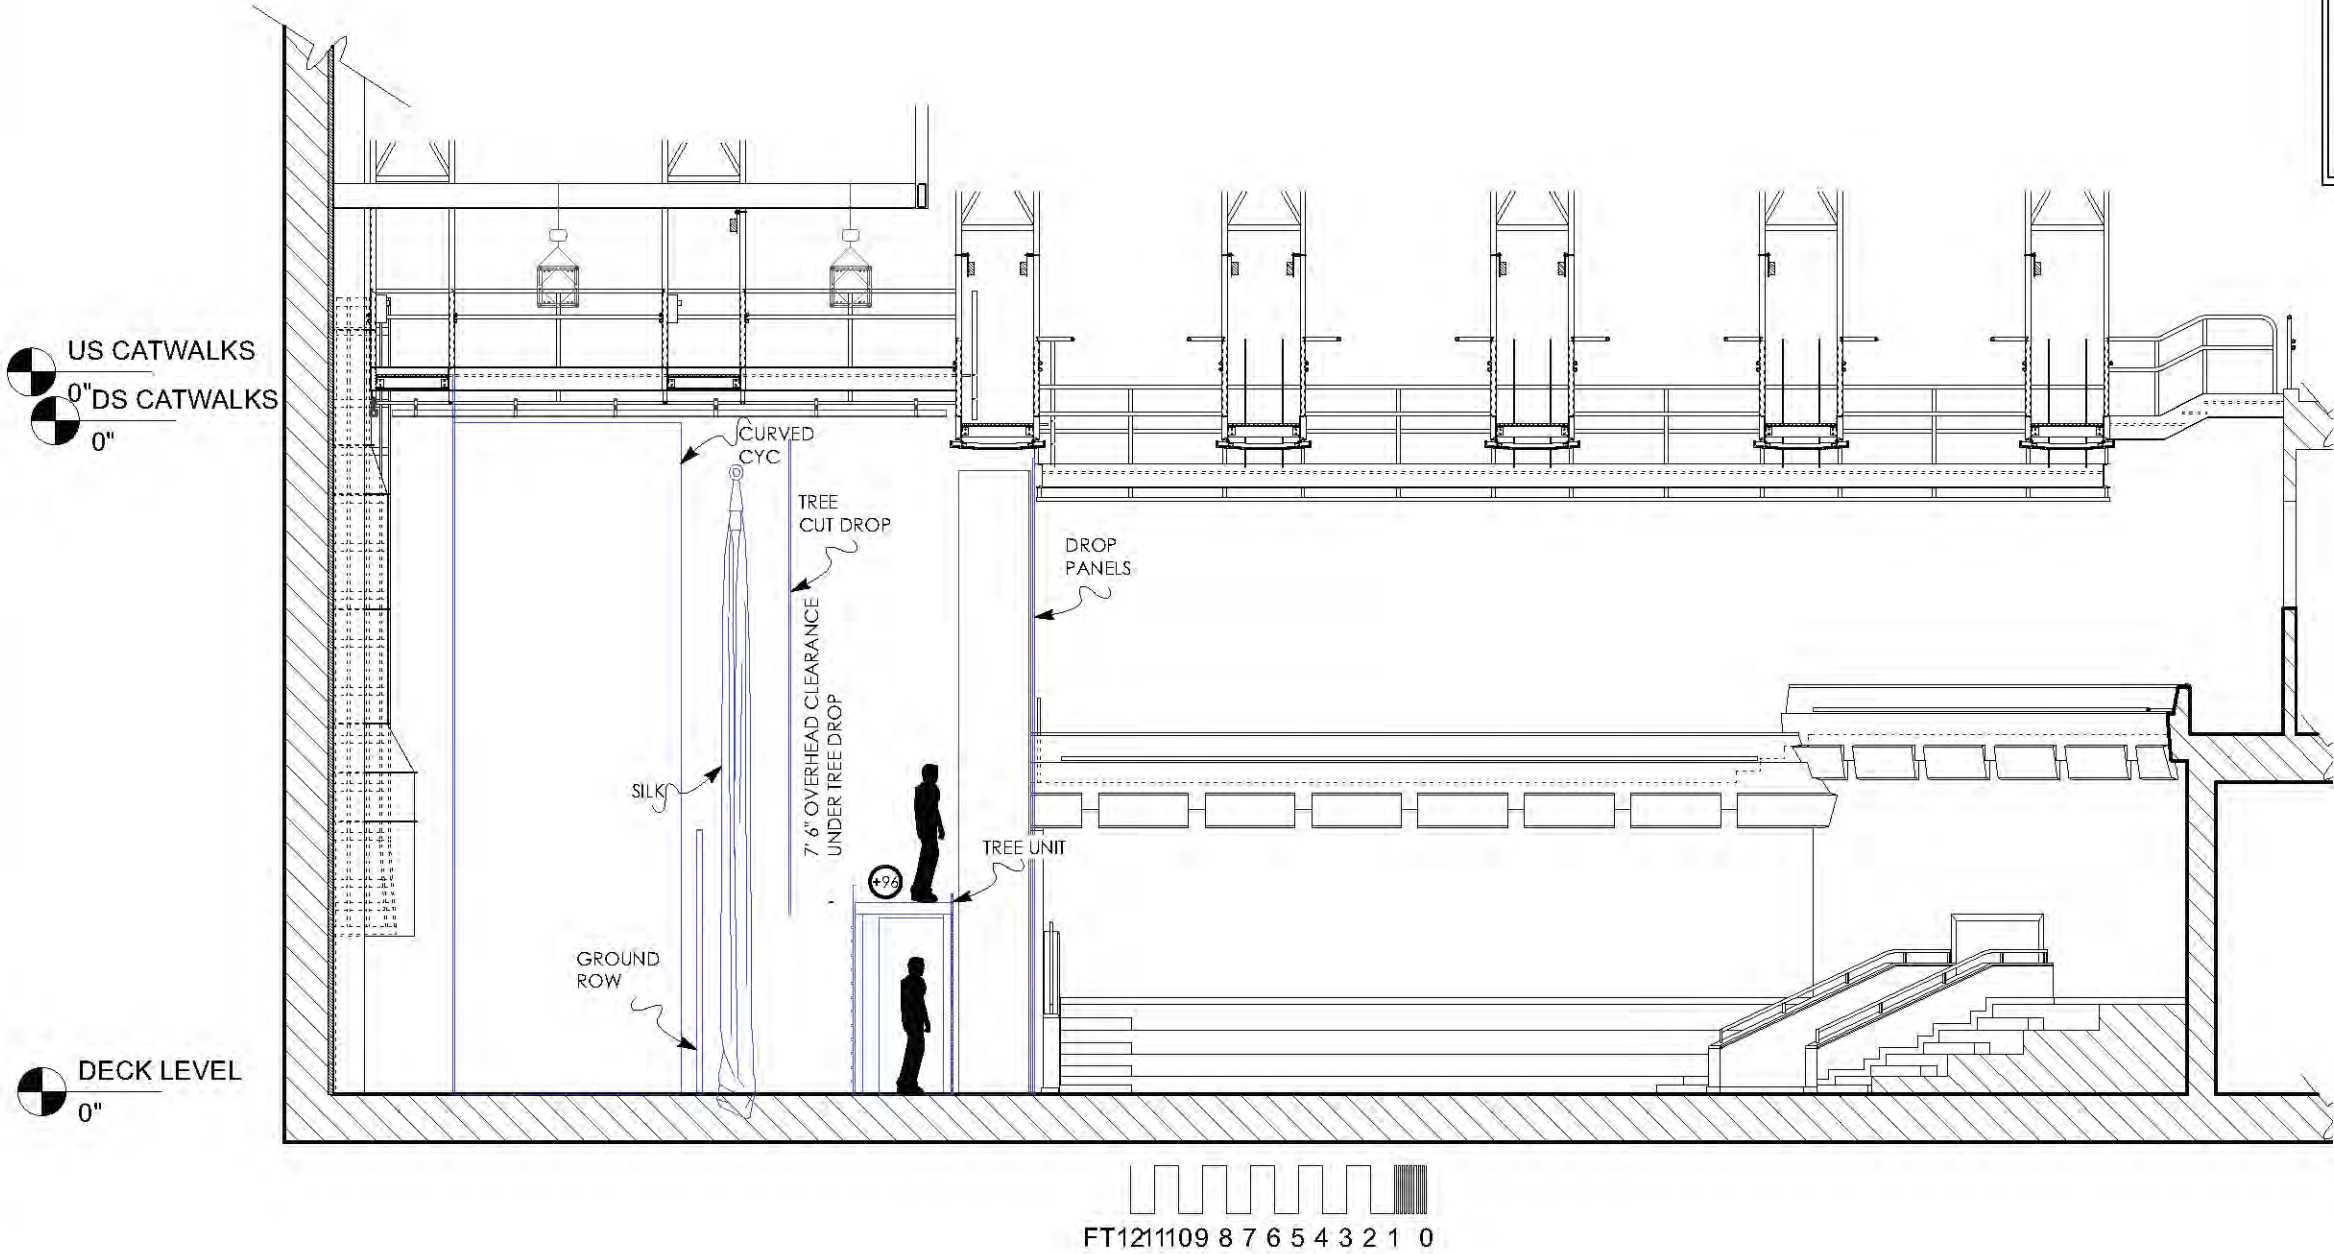 US CATWALKS
0"
DS CATWALKS
0"
CURVED
CYC
TREE
CUT DROP
DROP
PANELS
7' 6" OVERHEAD CLEARANCE
UNDER TREE DROP
SILK
+96
TREE UNIT
GROUND
ROW
DECK LEVEL
0"
FT12 11 10 9 8 7 6 5 4 3 2 1 0